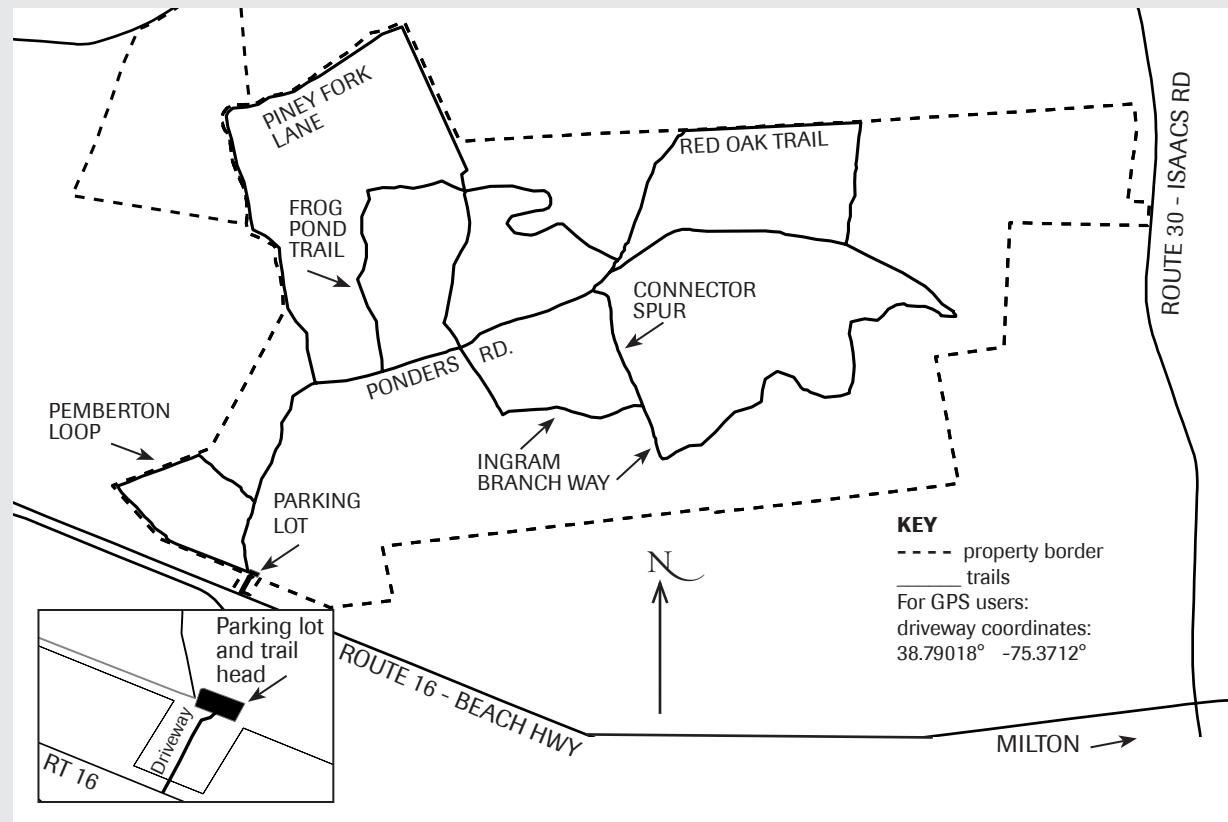 PINEY FORK
LANE
RED OAK TRAIL
ROUTE 30 - ISAACS RD
FROG
POND
TRAIL
CONNECTOR
SPUR
PONDERS RD.
PEMBERTON
LOOP
INGRAM
BRANCH WAY
PARKING
LOT
KEY
property border
trails
For GPS users:
driveway coordinates:
38.79018° -75.3712°
N
Parking lot
and trail
head
Driveway
RT 16
ROUTE 16 - BEACH HWY
MILTON